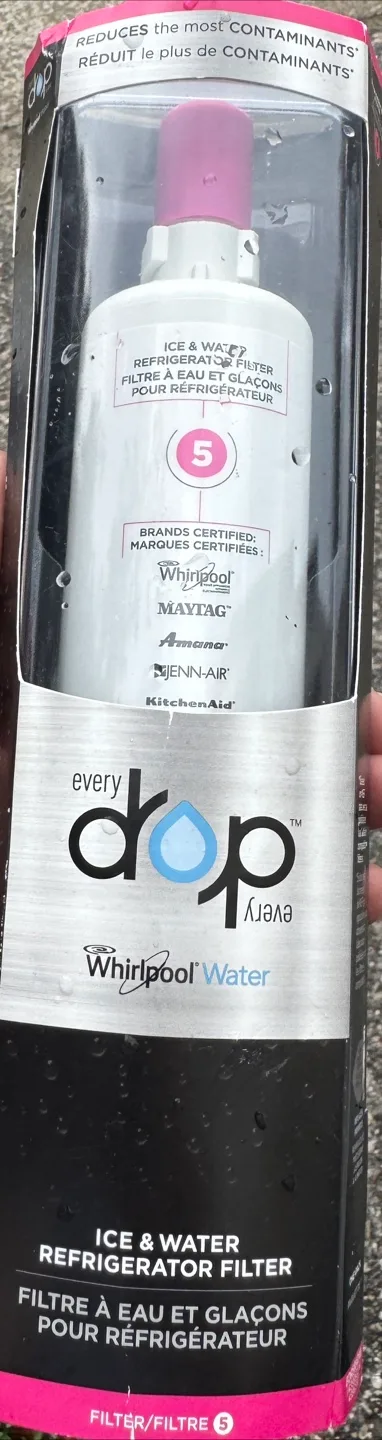 REDUCES the most CONTAMINANTS*
RÉDUIT le plus de CONTAMINANTS*
drop
ICE & WATER
REFRIGERATOR FILTER
FILTRE À EAU ET GLAÇONS
POUR RÉFRIGÉRATEUR
5
BRANDS CERTIFIED:
MARQUES CERTIFIÉES :
Whirlpool
MAYTAG™
Amana®
JENN-AIR®
KitchenAid®
every
drop™
every
Whirlpool® Water
ICE & WATER
REFRIGERATOR FILTER
FILTRE À EAU ET GLAÇONS
POUR RÉFRIGÉRATEUR
FILTER/FILTRE 5